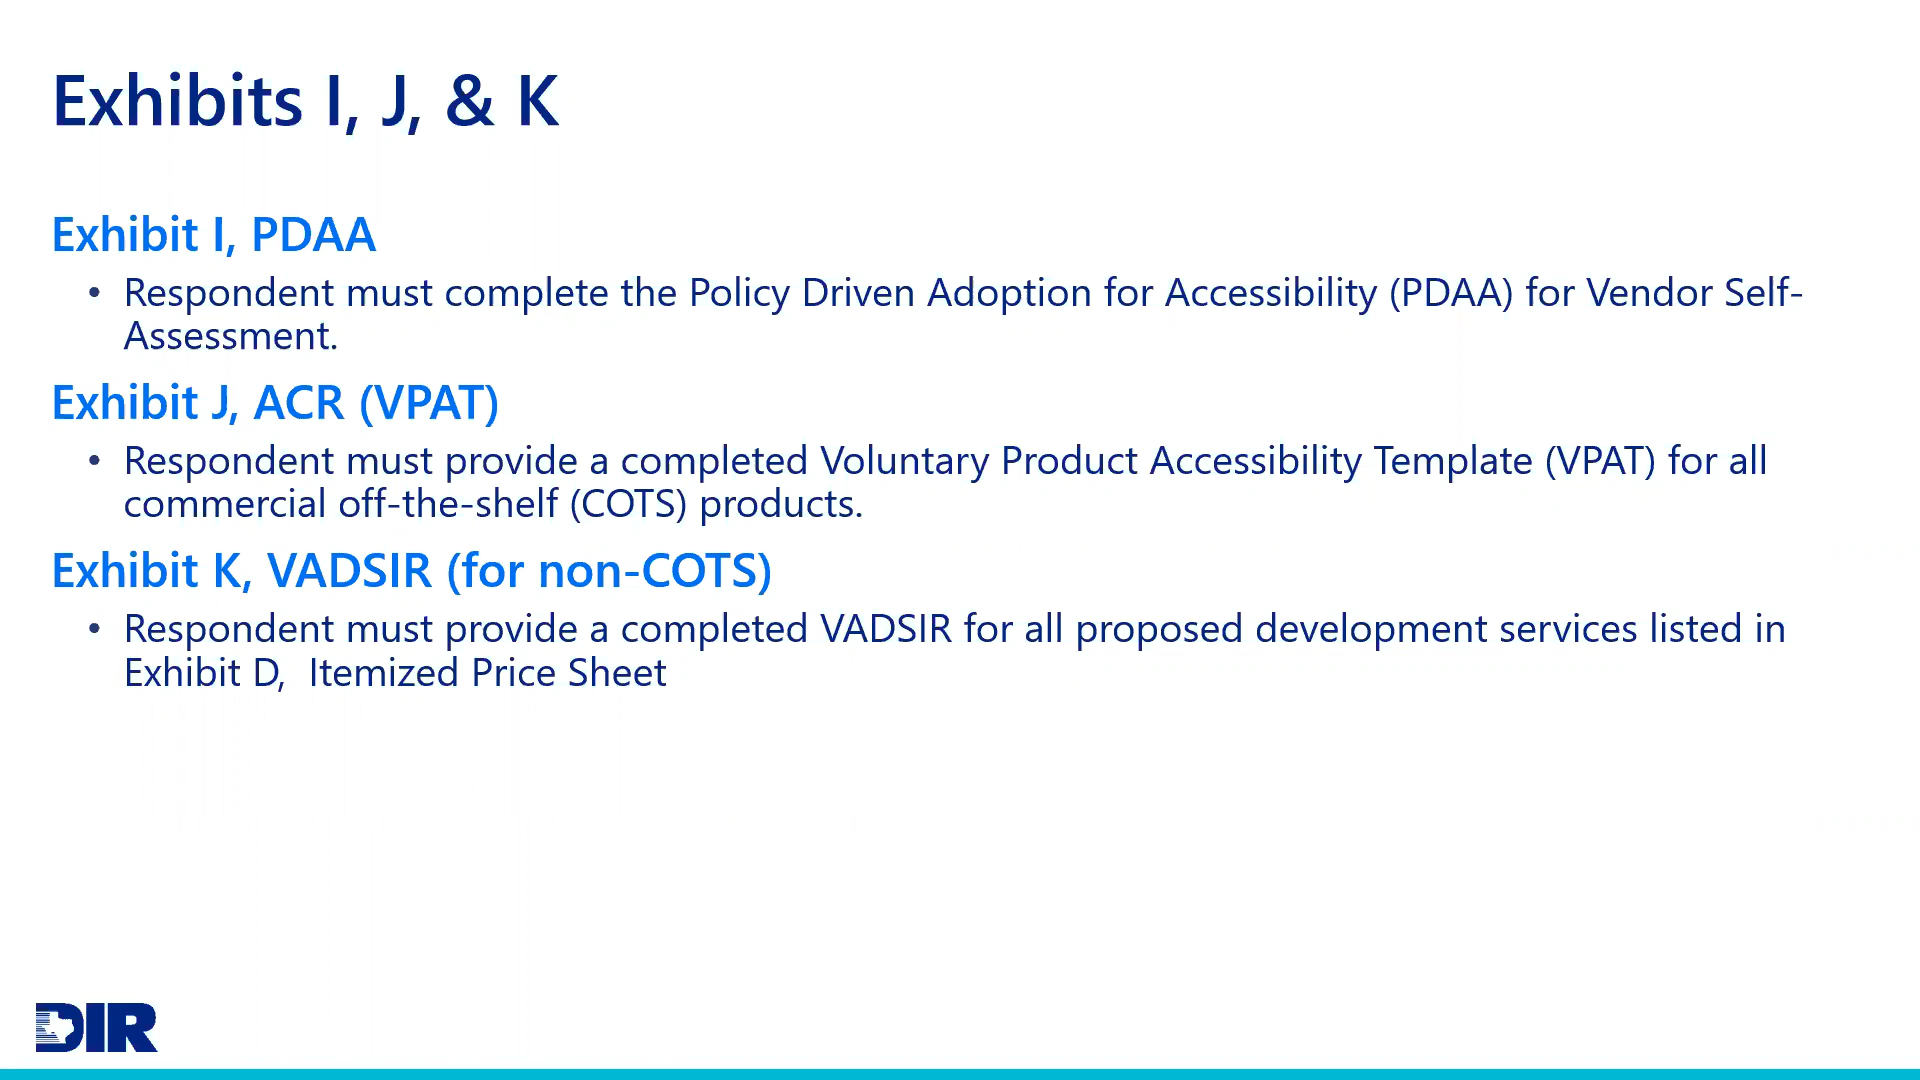 Exhibits I, J, & K
Exhibit I, PDAA
• Respondent must complete the Policy Driven Adoption for Accessibility (PDAA) for Vendor Self-
Assessment.
Exhibit J, ACR (VPAT)
• Respondent must provide a completed Voluntary Product Accessibility Template (VPAT) for all
commercial off-the-shelf (COTS) products.
Exhibit K, VADSIR (for non-COTS)
• Respondent must provide a completed VADSIR for all proposed development services listed in
Exhibit D,  Itemized Price Sheet
DIR